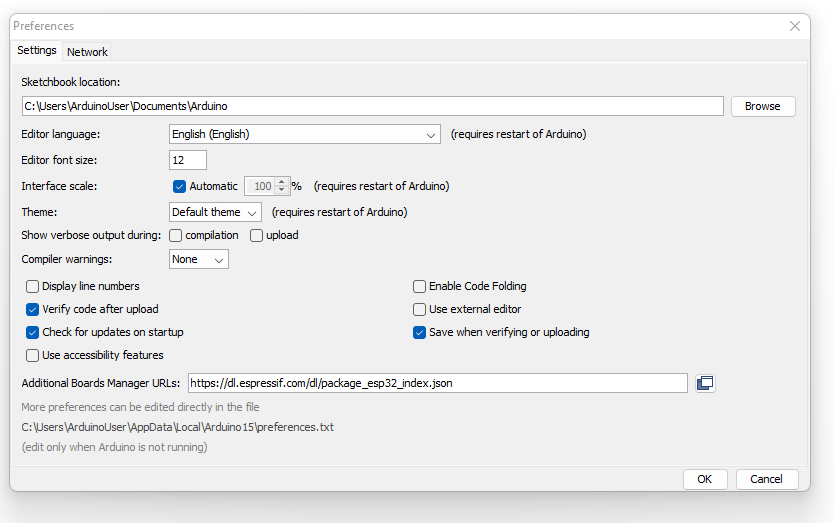 Preferences
Settings Network
Sketchbook location:
C:\Users\ArduinoUser\Documents\Arduino Browse
Editor language: English (English) (requires restart of Arduino)
Editor font size: 12
Interface scale: Automatic 100 % (requires restart of Arduino)
Theme: Default theme (requires restart of Arduino)
Show verbose output during: compilation upload
Compiler warnings: None
Display line numbers Enable Code Folding
Verify code after upload Use external editor
Check for updates on startup Save when verifying or uploading
Use accessibility features
Additional Boards Manager URLs: https://dl.espressif.com/dl/package_esp32_index.json
More preferences can be edited directly in the file
C:\Users\ArduinoUser\AppData\Local\Arduino15\preferences.txt
(edit only when Arduino is not running)
OK Cancel